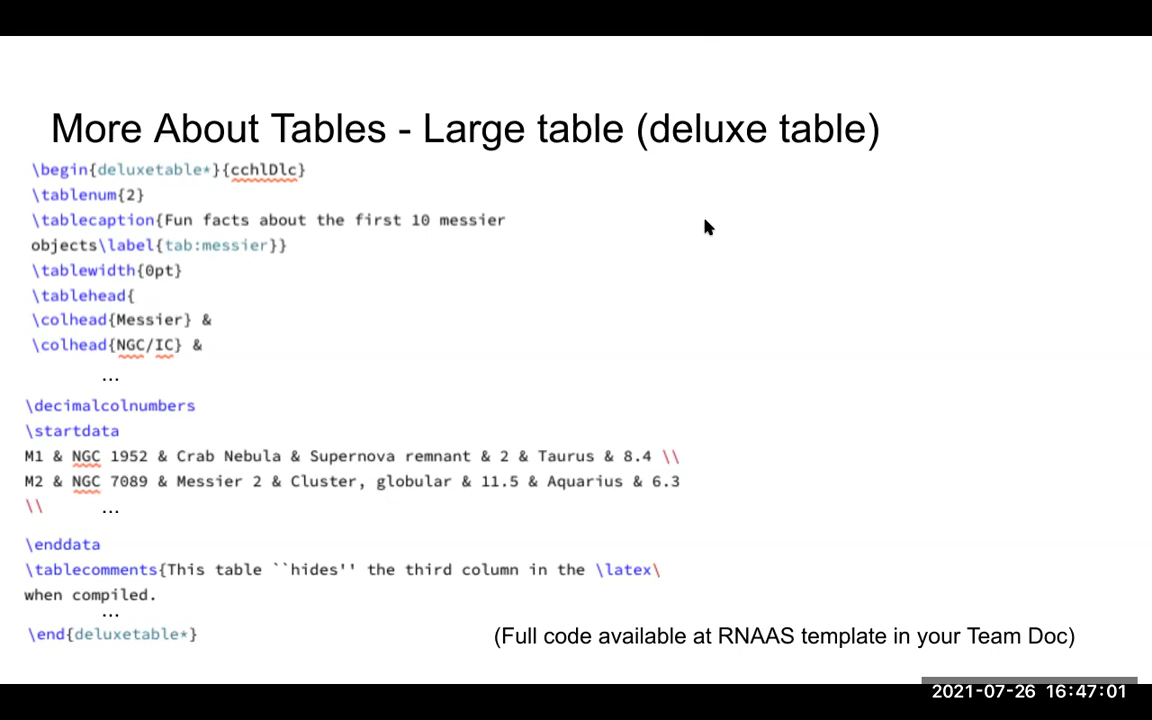 More About Tables - Large table (deluxe table)
\begin{deluxetable*}{cchlDlc}
\tablenum{2}
\tablecaption{Fun facts about the first 10 messier
objects\label{tab:messier}}
\tablewidth{0pt}
\tablehead{
\colhead{Messier} &
\colhead{NGC/IC} &
...
\decimalcolnumbers
\startdata
M1 & NGC 1952 & Crab Nebula & Supernova remnant & 2 & Taurus & 8.4 \\
M2 & NGC 7089 & Messier 2 & Cluster, globular & 11.5 & Aquarius & 6.3
\\ ...
\enddata
\tablecomments{This table ``hides'' the third column in the \latex\
when compiled.
...
\end{deluxetable*}
(Full code available at RNAAS template in your Team Doc)
2021-07-26 16:47:01